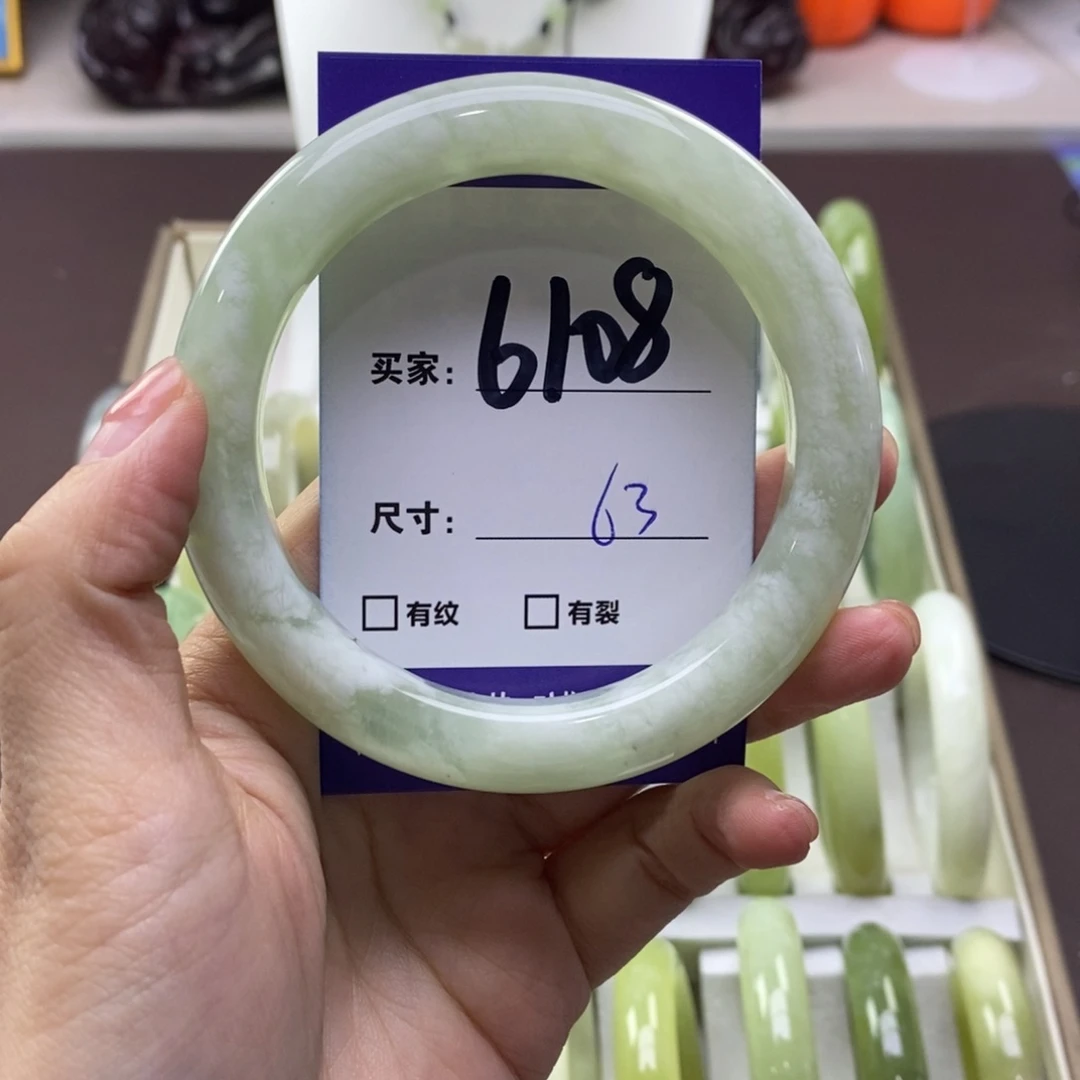 买家: 6108
尺寸: 63
□有纹 □有裂